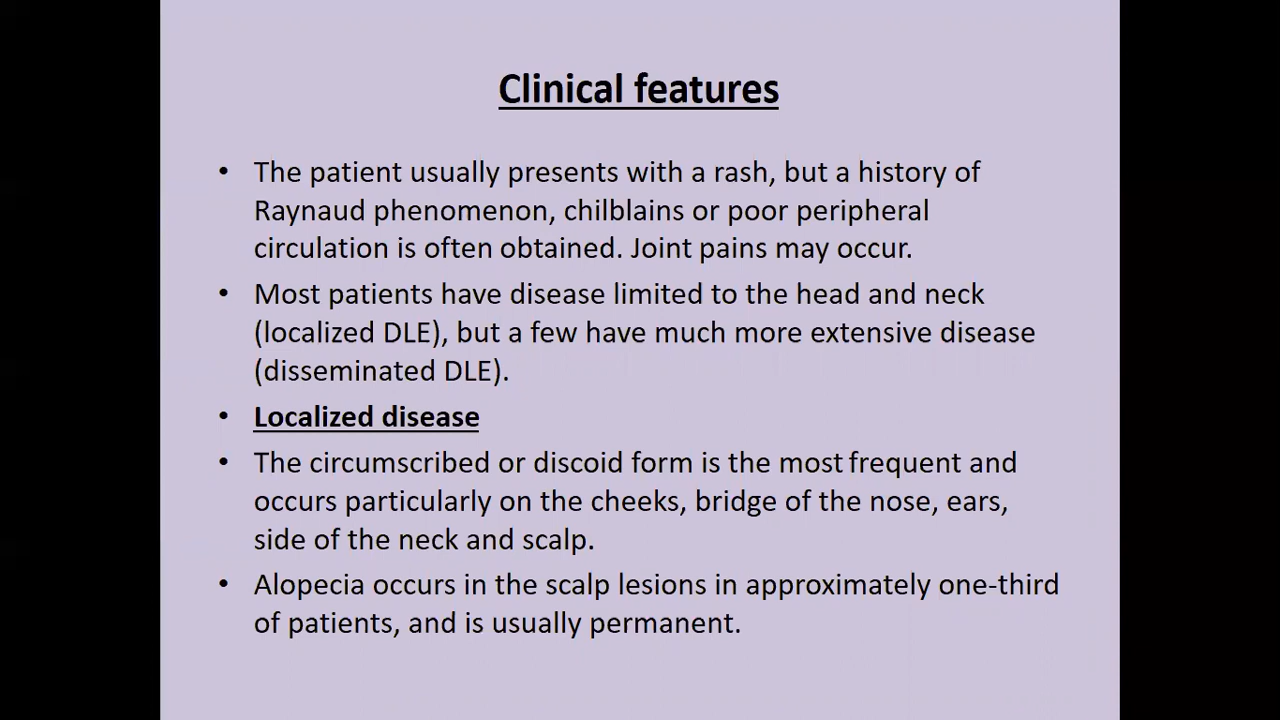 Clinical features
• The patient usually presents with a rash, but a history of
Raynaud phenomenon, chilblains or poor peripheral
circulation is often obtained. Joint pains may occur.
• Most patients have disease limited to the head and neck
(localized DLE), but a few have much more extensive disease
(disseminated DLE).
• Localized disease
• The circumscribed or discoid form is the most frequent and
occurs particularly on the cheeks, bridge of the nose, ears,
side of the neck and scalp.
• Alopecia occurs in the scalp lesions in approximately one-third
of patients, and is usually permanent.